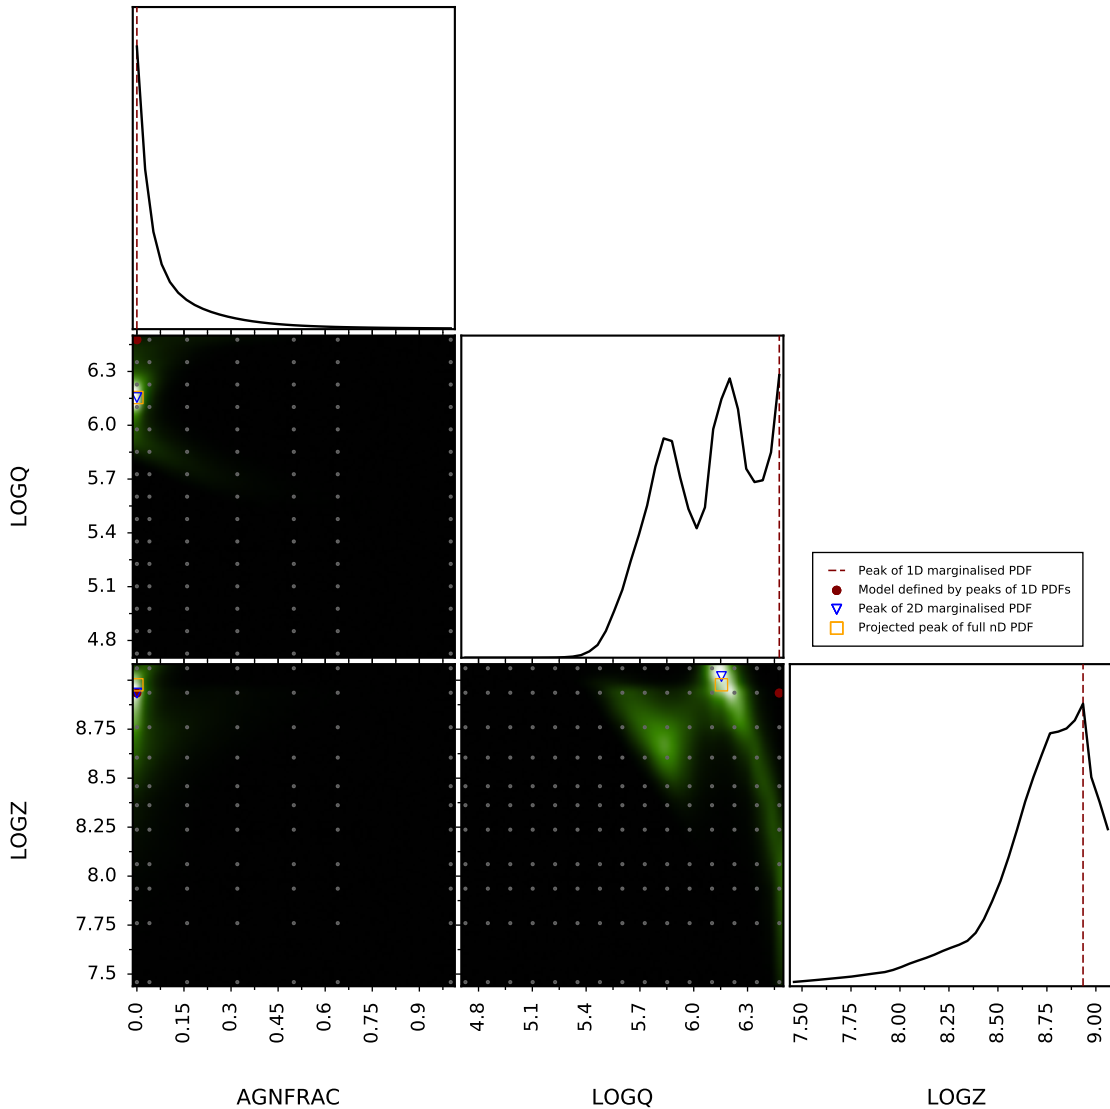 6.3
6.0
5.7
5.4
5.1
4.8
LOGQ
Peak of 1D marginalised PDF
Model defined by peaks of 1D PDFs
Peak of 2D marginalised PDF
Projected peak of full nD PDF
8.75
8.5
8.25
8.0
7.75
7.5
LOGZ
0.0 0.15 0.3 0.45 0.6 0.75 0.9
4.8 5.1 5.4 5.7 6.0 6.3
7.50 7.75 8.00 8.25 8.50 8.75 9.00
AGNFRAC LOGQ LOGZ